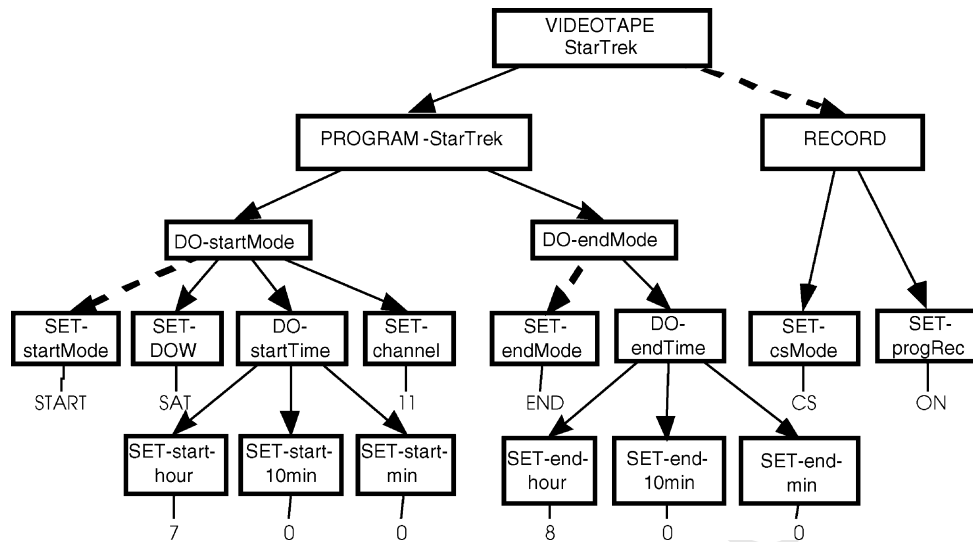 VIDEOTAPE
StarTrek
PROGRAM-StarTrek
RECORD
DO-startMode
DO-endMode
SET-
startMode
SET-
DOW
DO-
startTime
SET-
channel
SET-
endMode
DO-
endTime
SET-
csMode
SET-
progRec
START
SAT
11
END
CS
ON
SET-start-
hour
SET-start-
10min
SET-start-
min
SET-end-
hour
SET-end-
10min
SET-end-
min
7
0
0
8
0
0